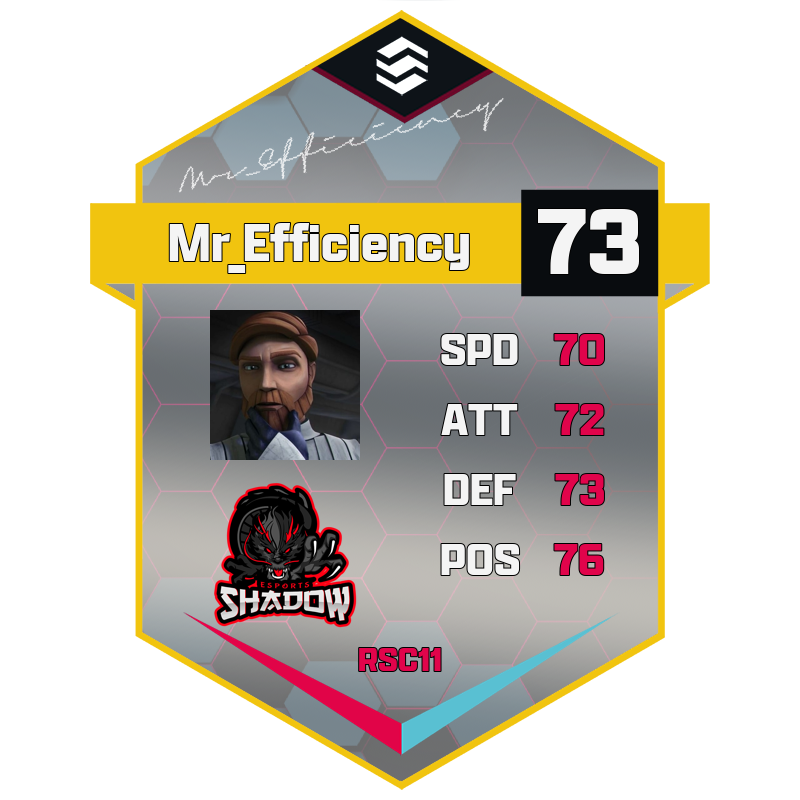 Mr_Efficiency
Mr_Efficiency 73
SPD 70
ATT 72
DEF 73
POS 76
ESPORTS
SHADOW
RSC11